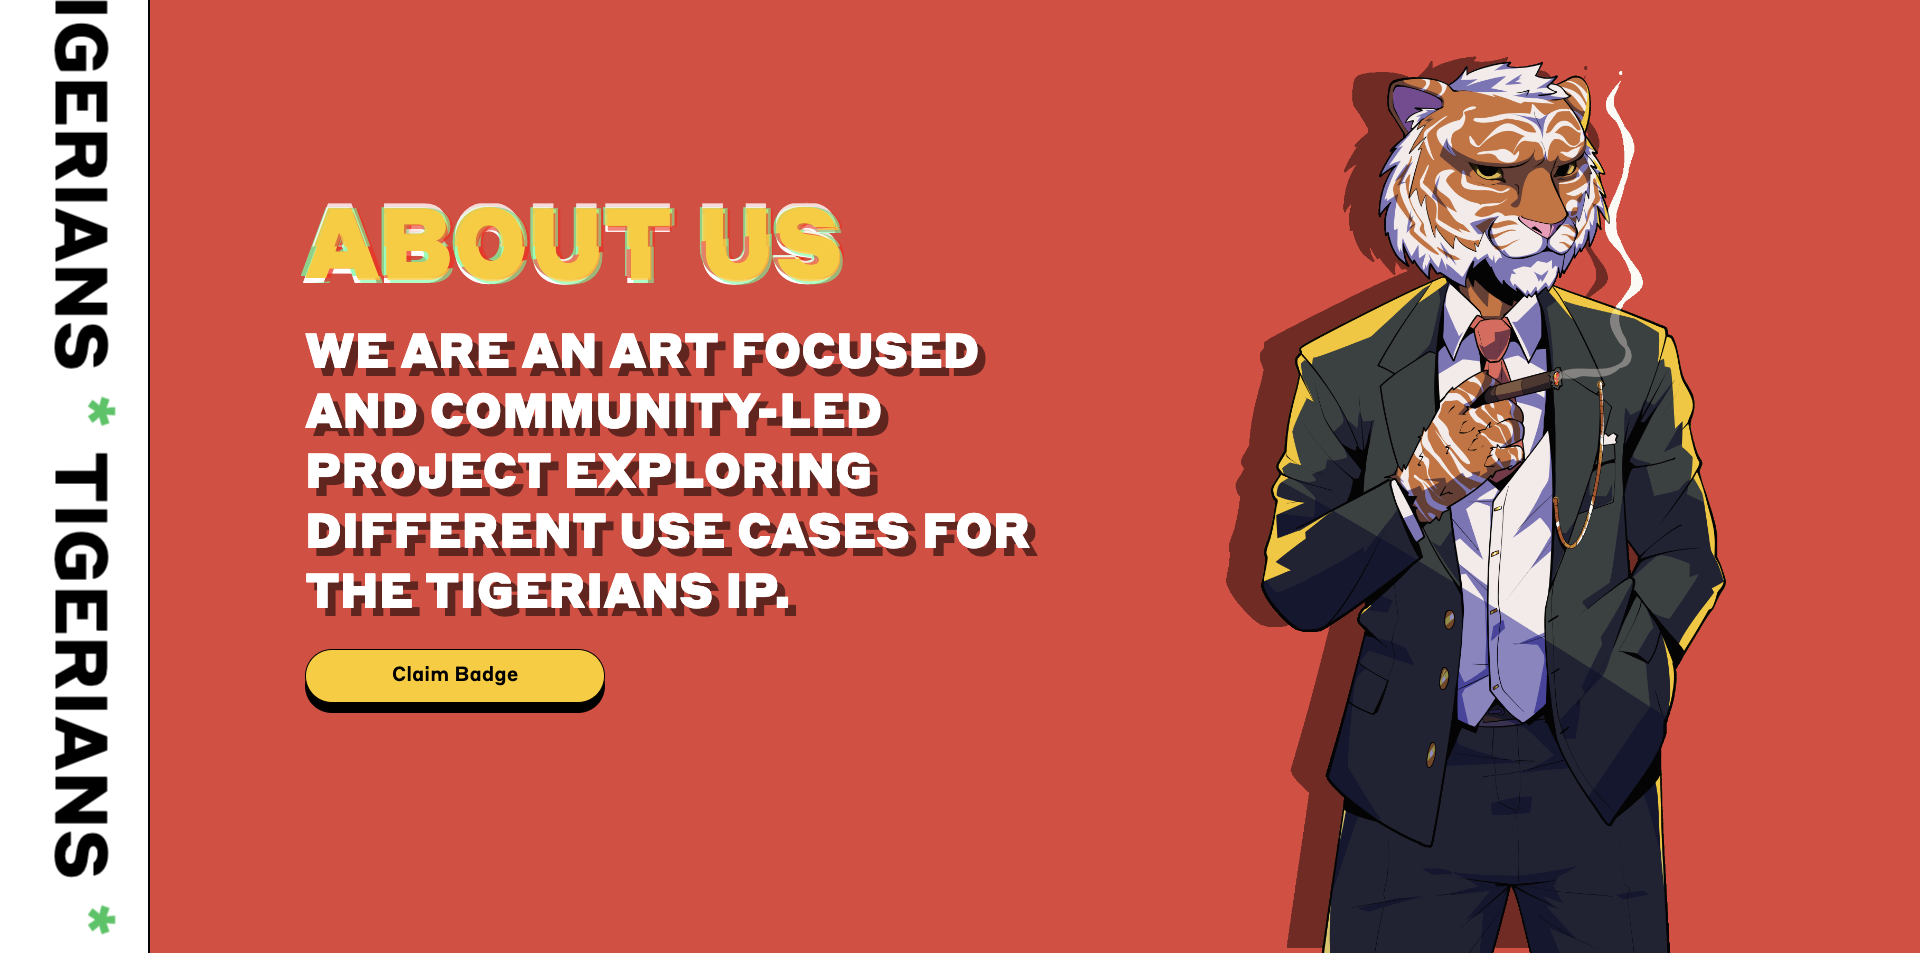 IGERIANS * TIGERIANS *
ABOUT US
WE ARE AN ART FOCUSED
AND COMMUNITY-LED
PROJECT EXPLORING
DIFFERENT USE CASES FOR
THE TIGERIANS IP.
Claim Badge